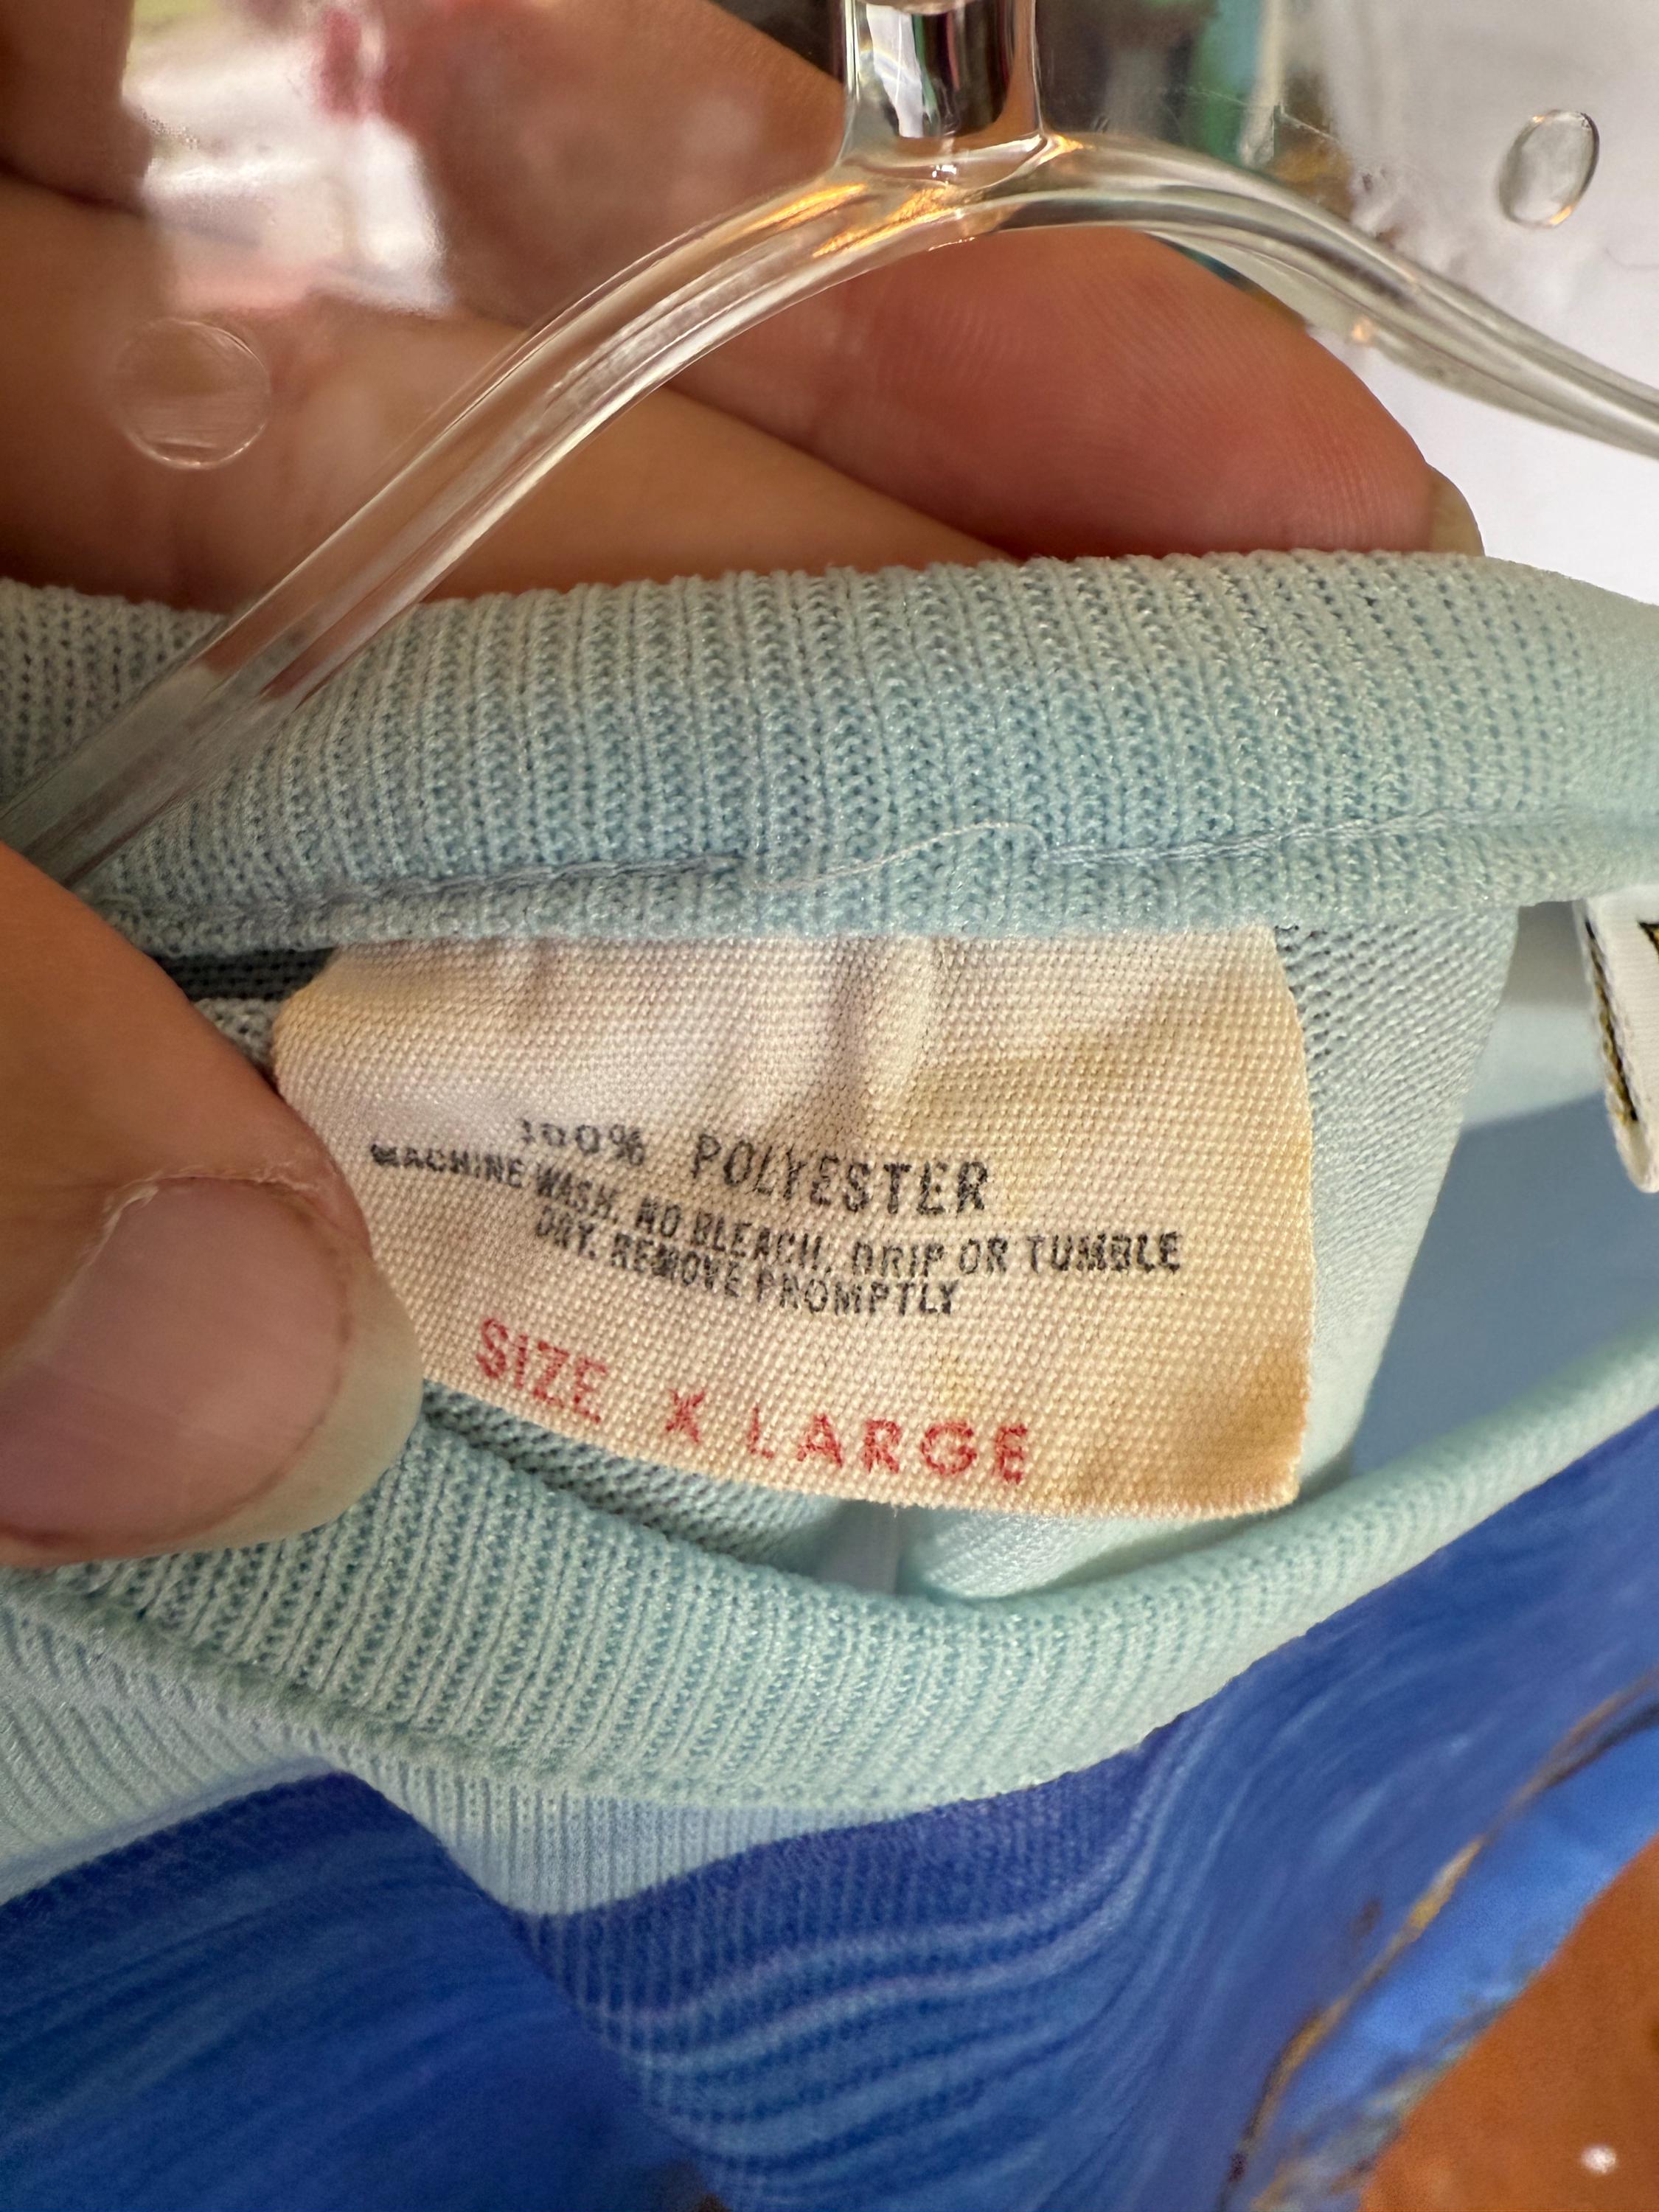 100% POLYESTER
MACHINE WASH. NO BLEACH. DRIP OR TUMBLE
DRY. REMOVE PROMPTLY
SIZE X LARGE